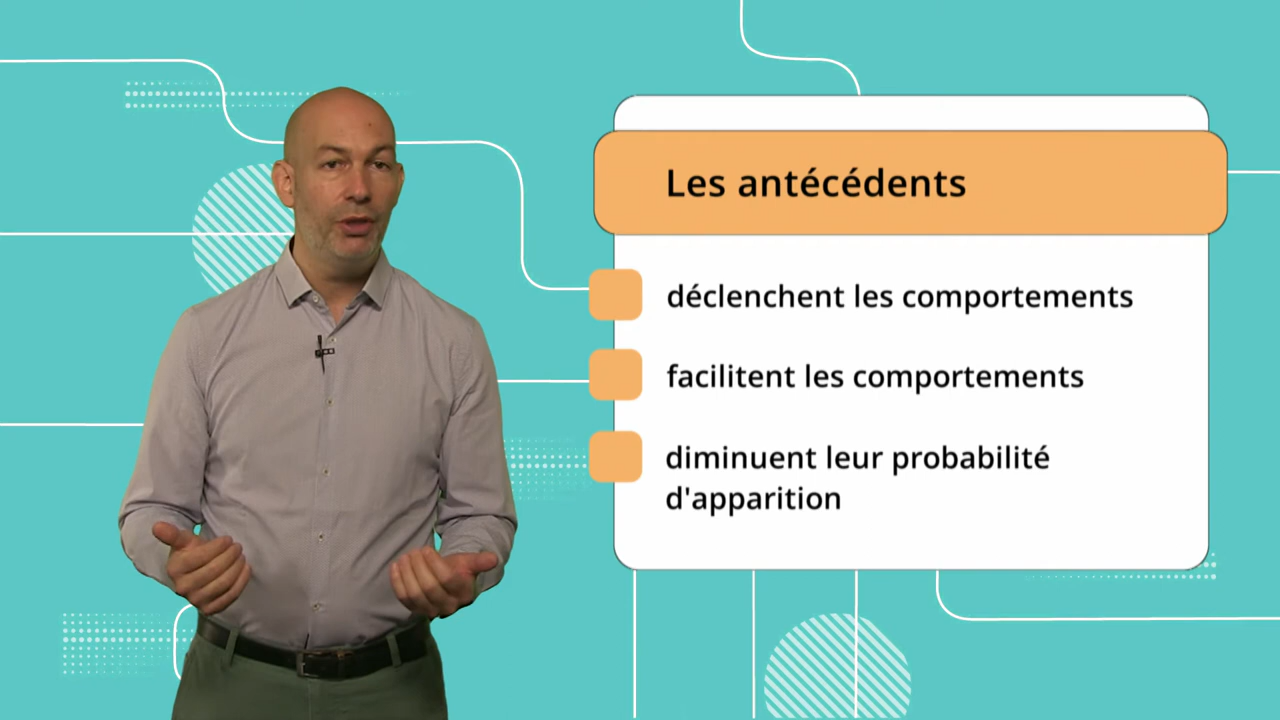 Les antécédents
déclenchent les comportements
facilitent les comportements
diminuent leur probabilité
d'apparition